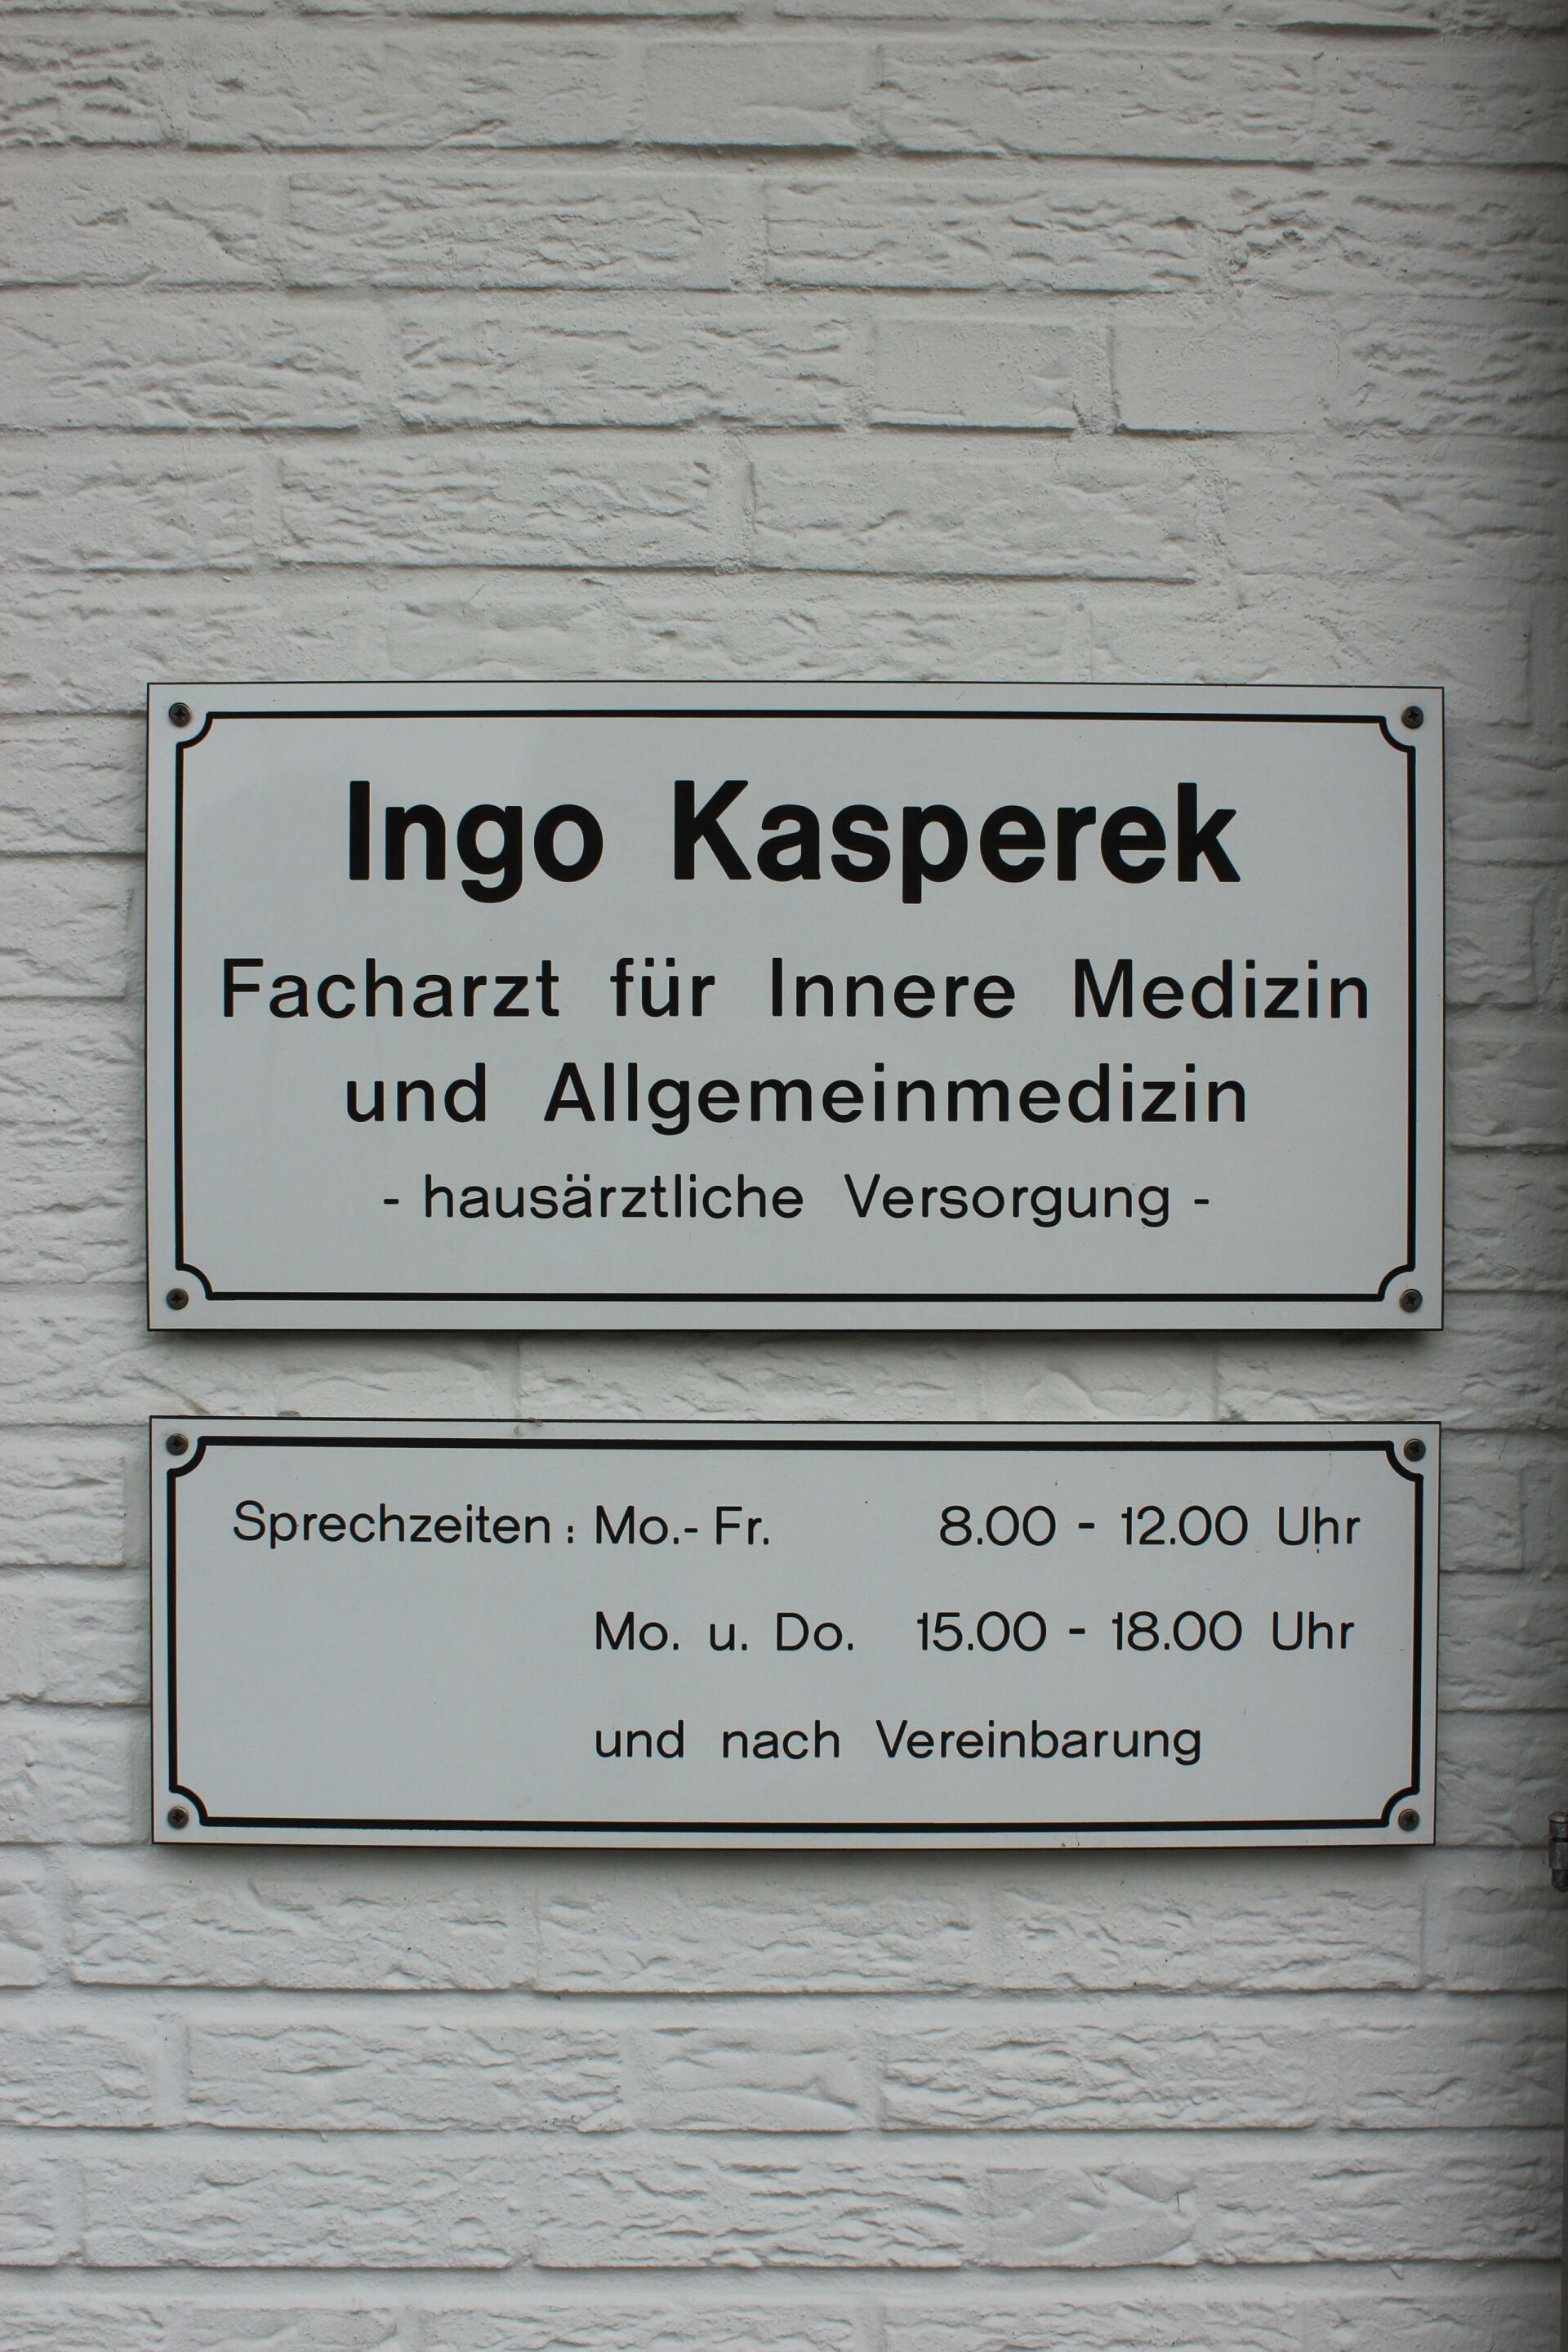 Ingo Kasperek
Facharzt für Innere Medizin
und Allgemeinmedizin
- hausärztliche Versorgung -
Sprechzeiten: Mo.- Fr. 8.00 - 12.00 Uhr
Mo. u. Do. 15.00 - 18.00 Uhr
und nach Vereinbarung